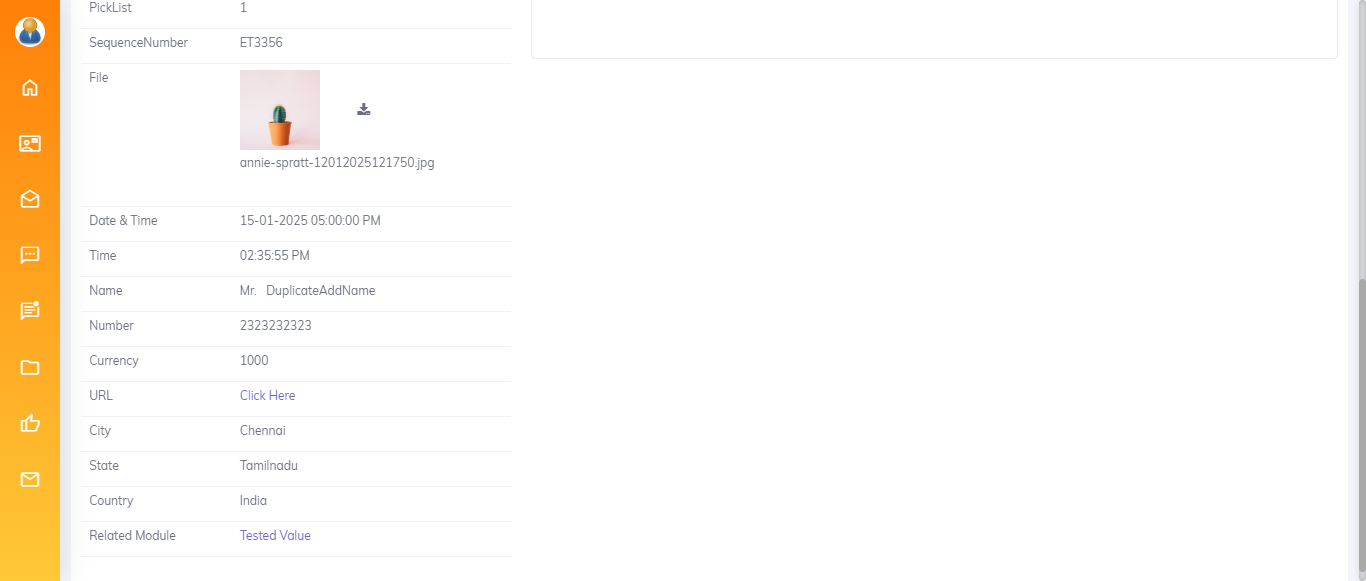 PickList 1
SequenceNumber ET3356
File
annie-spratt-12012025121750.jpg
Date & Time 15-01-2025 05:00:00 PM
Time 02:35:55 PM
Name Mr. DuplicateAddName
Number 2323232323
Currency 1000
URL Click Here
City Chennai
State Tamilnadu
Country India
Related Module Tested Value